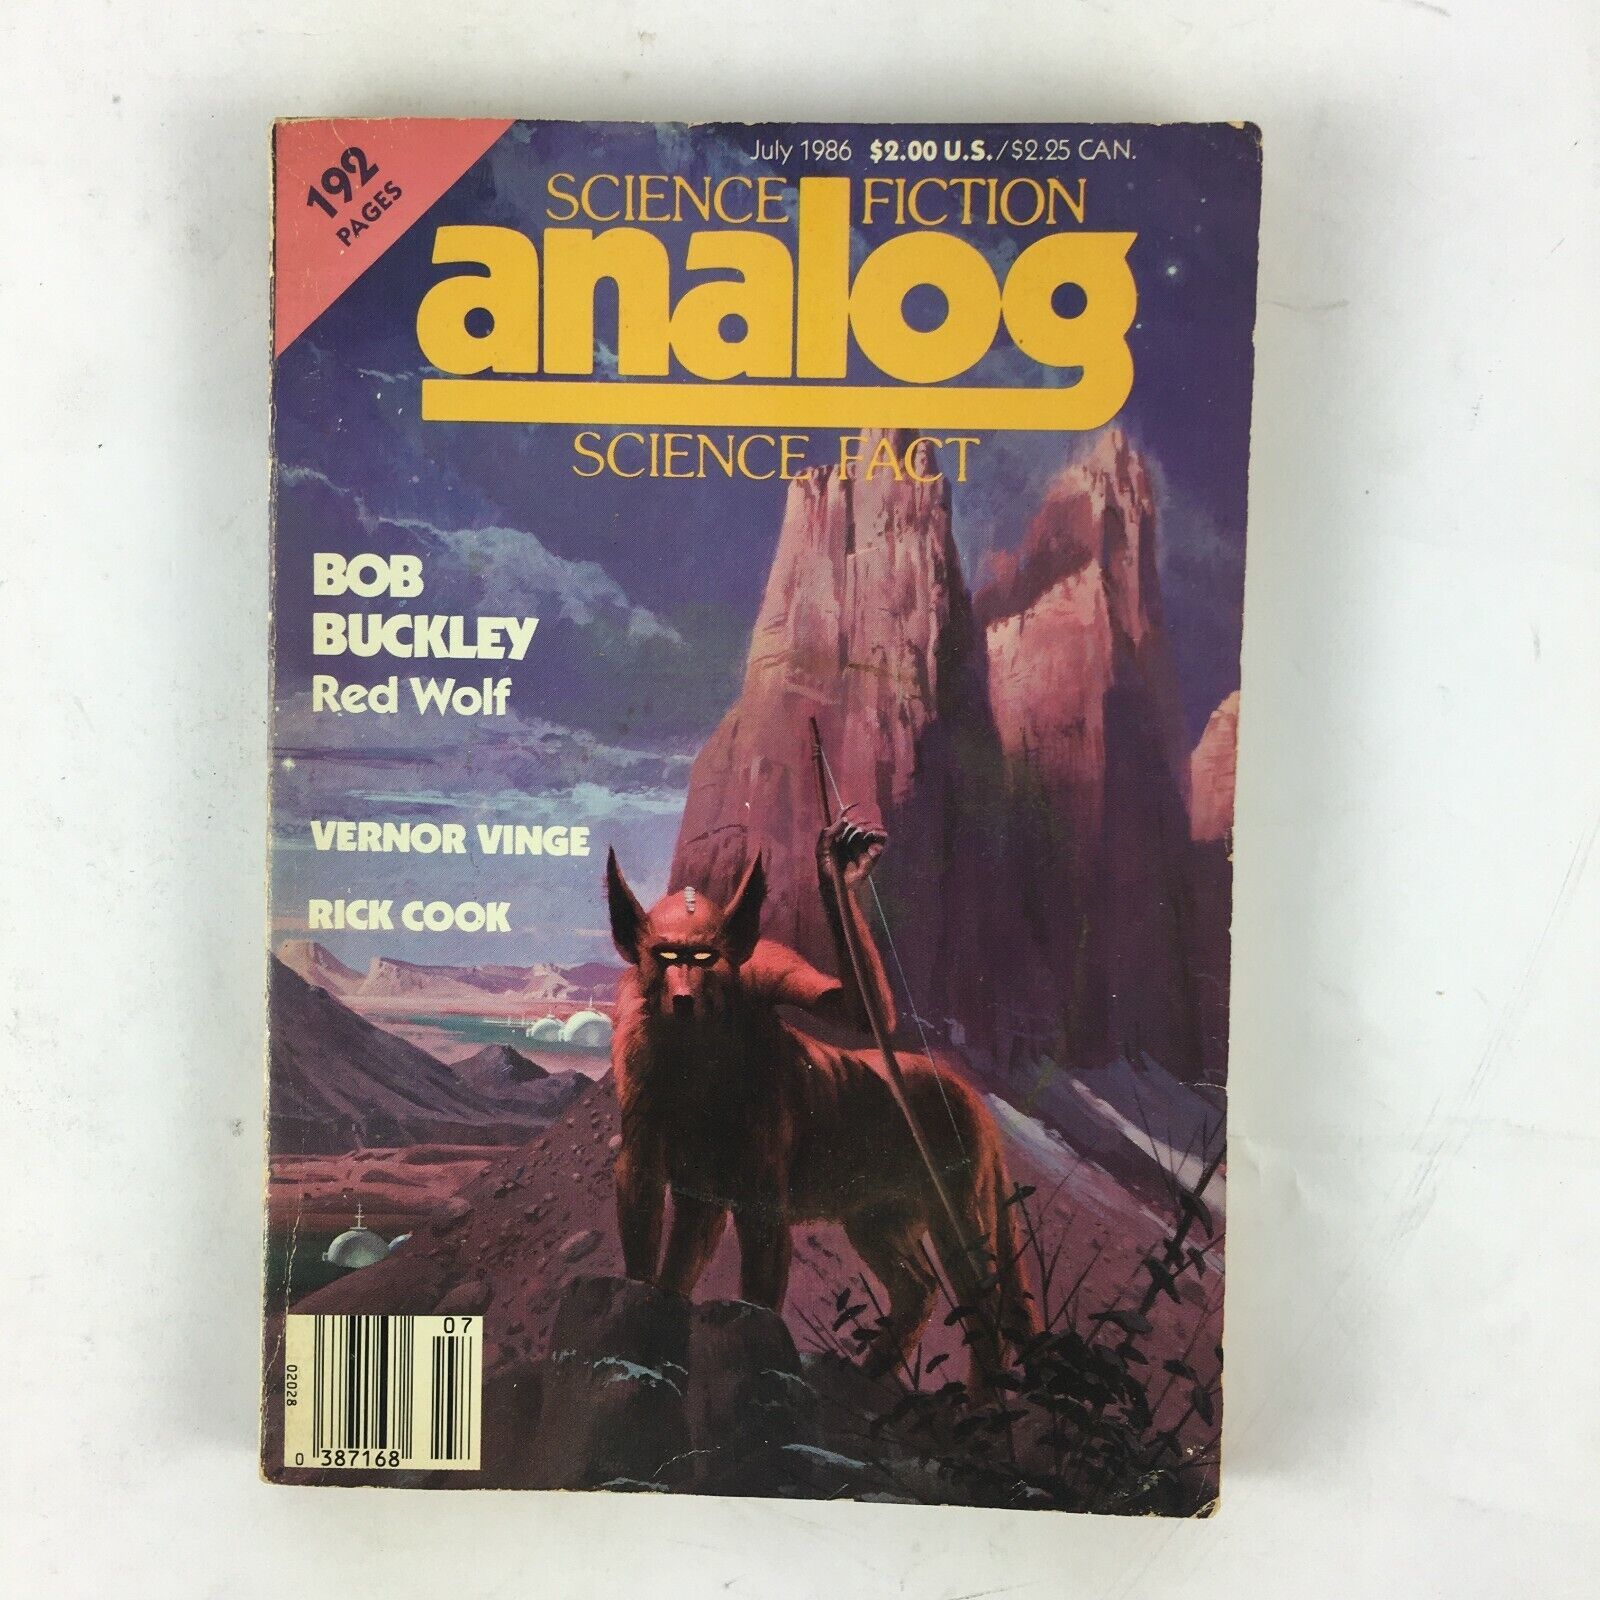 192
PAGES
July 1986 $2.00 U.S./$2.25 CAN.
SCIENCE FICTION
analog
SCIENCE FACT
BOB
BUCKLEY
Red Wolf
VERNOR VINGE
RICK COOK
07
02028
0 387168